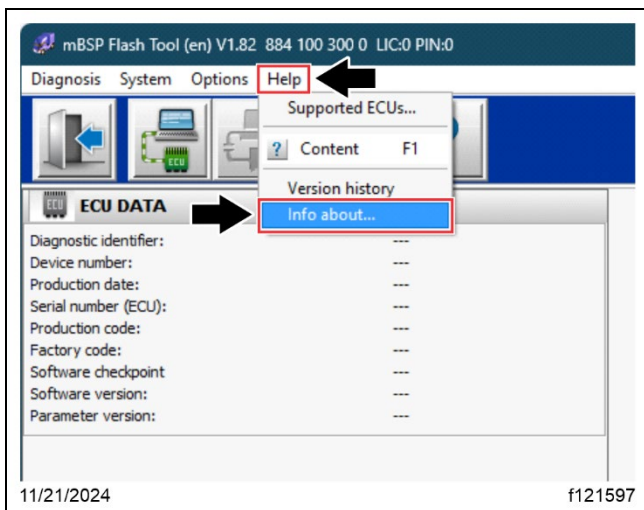 mBSP Flash Tool (en) V1.82 884 100 300 0 LIC:0 PIN:0
Diagnosis System Options Help
Supported ECUs...
? Content F1
Version history
Info about...
ECU
ECU
ECU DATA
Diagnostic identifier: ---
Device number: ---
Production date: ---
Serial number (ECU): ---
Production code: ---
Factory code: ---
Software checkpoint ---
Software version: ---
Parameter version: ---
11/21/2024 f121597